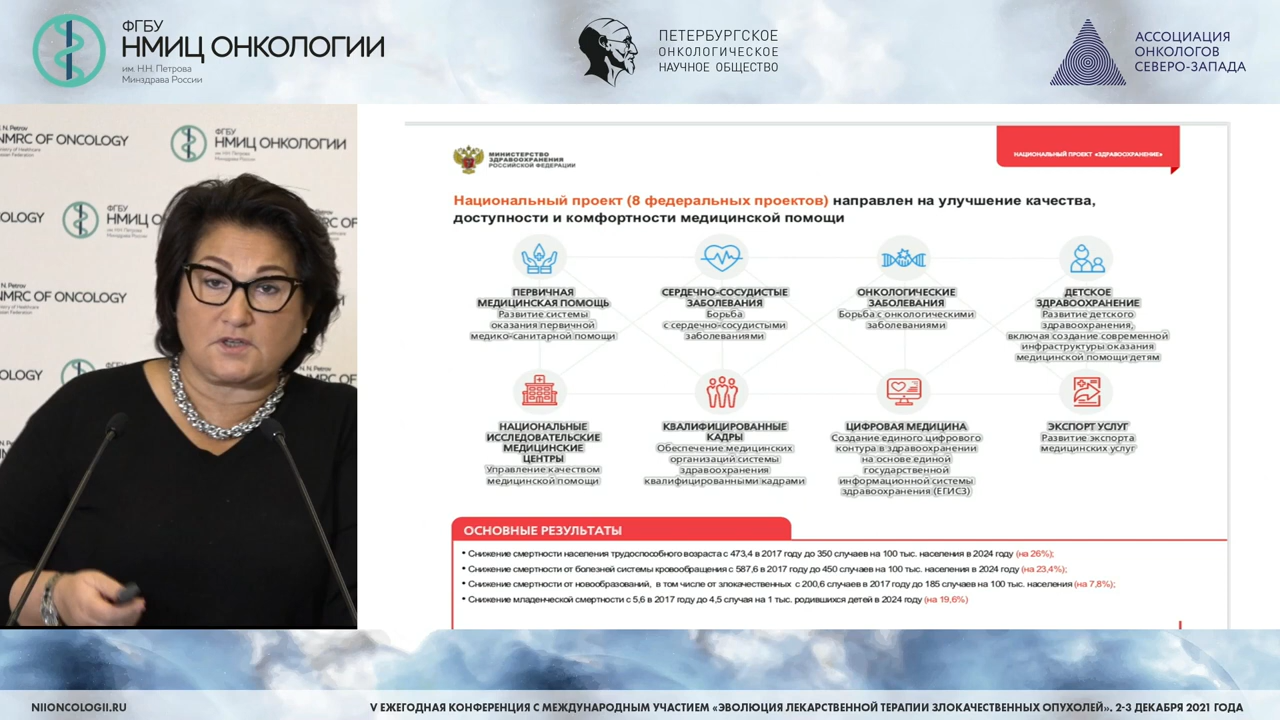 ФГБУ
НМИЦ ОНКОЛОГИИ
им. Н.Н. Петрова
Минздрава России
ПЕТЕРБУРГСКОЕ
ОНКОЛОГИЧЕСКОЕ
НАУЧНОЕ ОБЩЕСТВО
АССОЦИАЦИЯ
ОНКОЛОГОВ
СЕВЕРО-ЗАПАДА
N. Petrov
NMRC OF ONCOLOGY
ФГБУ
НМИЦ ОНКОЛОГИИ
OLOGY
ФГБУ
НМИЦ О
N. Petrov
NMRC OF ONCOLOGY
OLOGY
МИНИСТЕРСТВО
ЗДРАВООХРАНЕНИЯ
РОССИЙСКОЙ ФЕДЕРАЦИИ
НАЦИОНАЛЬНЫЙ ПРОЕКТ «ЗДРАВООХРАНЕНИЕ»
Национальный проект (8 федеральных проектов) направлен на улучшение качества,
доступности и комфортности медицинской помощи
ПЕРВИЧНАЯ
МЕДИЦИНСКАЯ ПОМОЩЬ
Развитие системы
оказания первичной
медико-санитарной помощи
СЕРДЕЧНО-СОСУДИСТЫЕ
ЗАБОЛЕВАНИЯ
Борьба
с сердечно-сосудистыми
заболеваниями
ОНКОЛОГИЧЕСКИЕ
ЗАБОЛЕВАНИЯ
Борьба с онкологическими
заболеваниями
ДЕТСКОЕ
ЗДРАВООХРАНЕНИЕ
Развитие детского
здравоохранения,
включая создание современной
инфраструктуры оказания
медицинской помощи детям
НАЦИОНАЛЬНЫЕ
ИССЛЕДОВАТЕЛЬСКИЕ
МЕДИЦИНСКИЕ
ЦЕНТРЫ
Управление качеством
медицинской помощи
КВАЛИФИЦИРОВАННЫЕ
КАДРЫ
Обеспечение медицинских
организаций системы
здравоохранения
квалифицированными кадрами
ЦИФРОВАЯ МЕДИЦИНА
Создание единого цифрового
контура в здравоохранении
на основе единой
государственной
информационной системы
здравоохранения (ЕГИСЗ)
ЭКСПОРТ УСЛУГ
Развитие экспорта
медицинских услуг
ОСНОВНЫЕ РЕЗУЛЬТАТЫ
• Снижение смертности населения трудоспособного возраста с 473,4 в 2017 году до 350 случаев на 100 тыс. населения в 2024 году (на 26%);
• Снижение смертности от болезней системы кровообращения с 587,6 в 2017 году до 450 случаев на 100 тыс. населения в 2024 году (на 23,4%);
• Снижение смертности от новообразований, в том числе от злокачественных с 200,6 случаев в 2017 году до 185 случаев на 100 тыс. населения (на 7,8%);
• Снижение младенческой смертности с 5,6 в 2017 году до 4,5 случая на 1 тыс. родившихся детей в 2024 году (на 19,6%)
NIIONCOLOGII.RU
V ЕЖЕГОДНАЯ КОНФЕРЕНЦИЯ С МЕЖДУНАРОДНЫМ УЧАСТИЕМ «ЭВОЛЮЦИЯ ЛЕКАРСТВЕННОЙ ТЕРАПИИ ЗЛОКАЧЕСТВЕННЫХ ОПУХОЛЕЙ». 2-3 ДЕКАБРЯ 2021 ГОДА